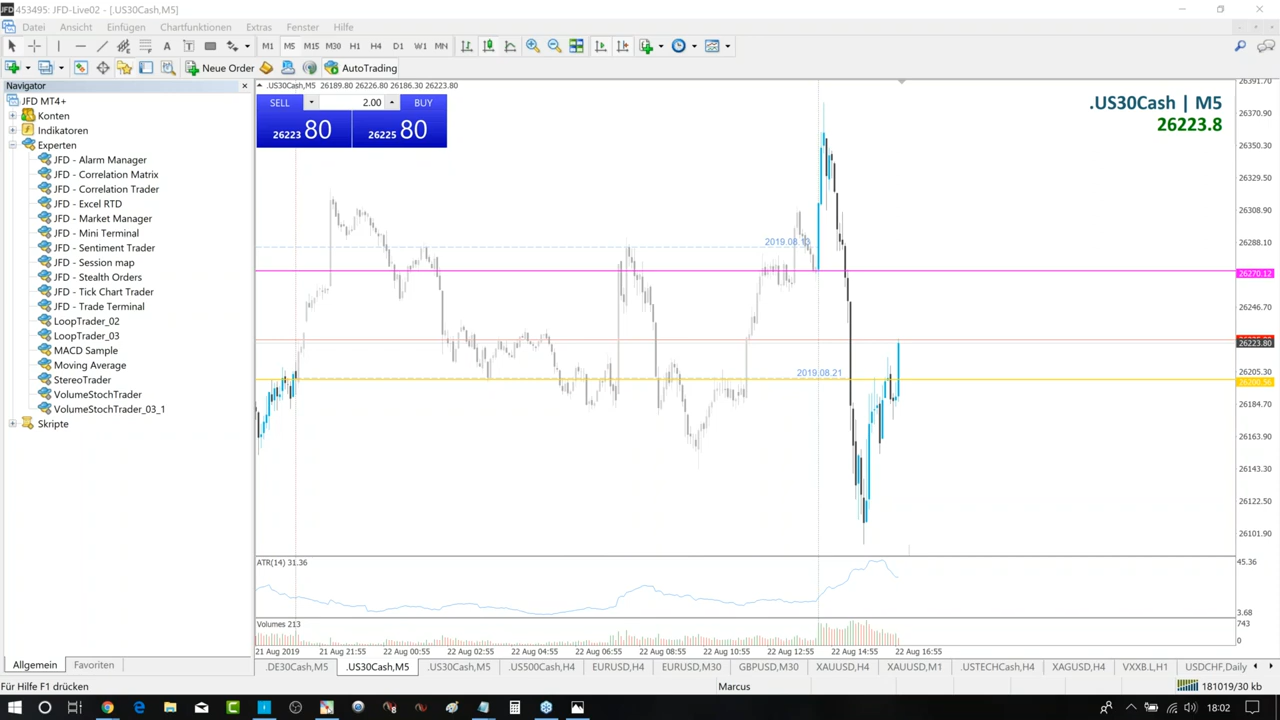 JFD 453495: JFD-Live02 - [.US30Cash,M5]
Datei Ansicht Einfügen Chartfunktionen Extras Fenster Hilfe
A T M1 M5 M15 M30 H1 H4 D1 W1 MN
Neue Order AutoTrading
Navigator
JFD MT4+
Konten
Indikatoren
Experten
JFD - Alarm Manager
JFD - Correlation Matrix
JFD - Correlation Trader
JFD - Excel RTD
JFD - Market Manager
JFD - Mini Terminal
JFD - Sentiment Trader
JFD - Session map
JFD - Stealth Orders
JFD - Tick Chart Trader
JFD - Trade Terminal
LoopTrader_02
LoopTrader_03
MACD Sample
Moving Average
StereoTrader
VolumeStochTrader
VolumeStochTrader_03_1
Skripte
Allgemein Favoriten
.US30Cash,M5 26189.80 26226.80 26186.30 26223.80
SELL 2.00 BUY
26223 80 26225 80
.US30Cash | M5
26223.8
2019.08.1
2019.08.21
26391.70
26370.90
26350.30
26329.50
26308.90
26288.10
26270.12
26246.70
26223.80
26205.30
26200.36
26184.70
26163.90
26143.30
26122.50
26101.90
ATR(14) 31.36
45.36
3.68
Volumes 213
743
0
21 Aug 2019 21 Aug 21:55 22 Aug 00:55 22 Aug 02:55 22 Aug 04:55 22 Aug 06:55 22 Aug 08:55 22 Aug 10:55 22 Aug 12:55 22 Aug 14:55 22 Aug 16:55
.DE30Cash,M5 .US30Cash,M5 .US30Cash,M5 .US500Cash,H4 EURUSD,H4 EURUSD,M30 GBPUSD,M30 XAUUSD,H4 XAUUSD,M1 .USTECHCash,H4 XAGUSD,H4 VXXB.L,H1 USDCHF,Daily
Für Hilfe F1 drücken Marcus 181019/30 kb
18:02